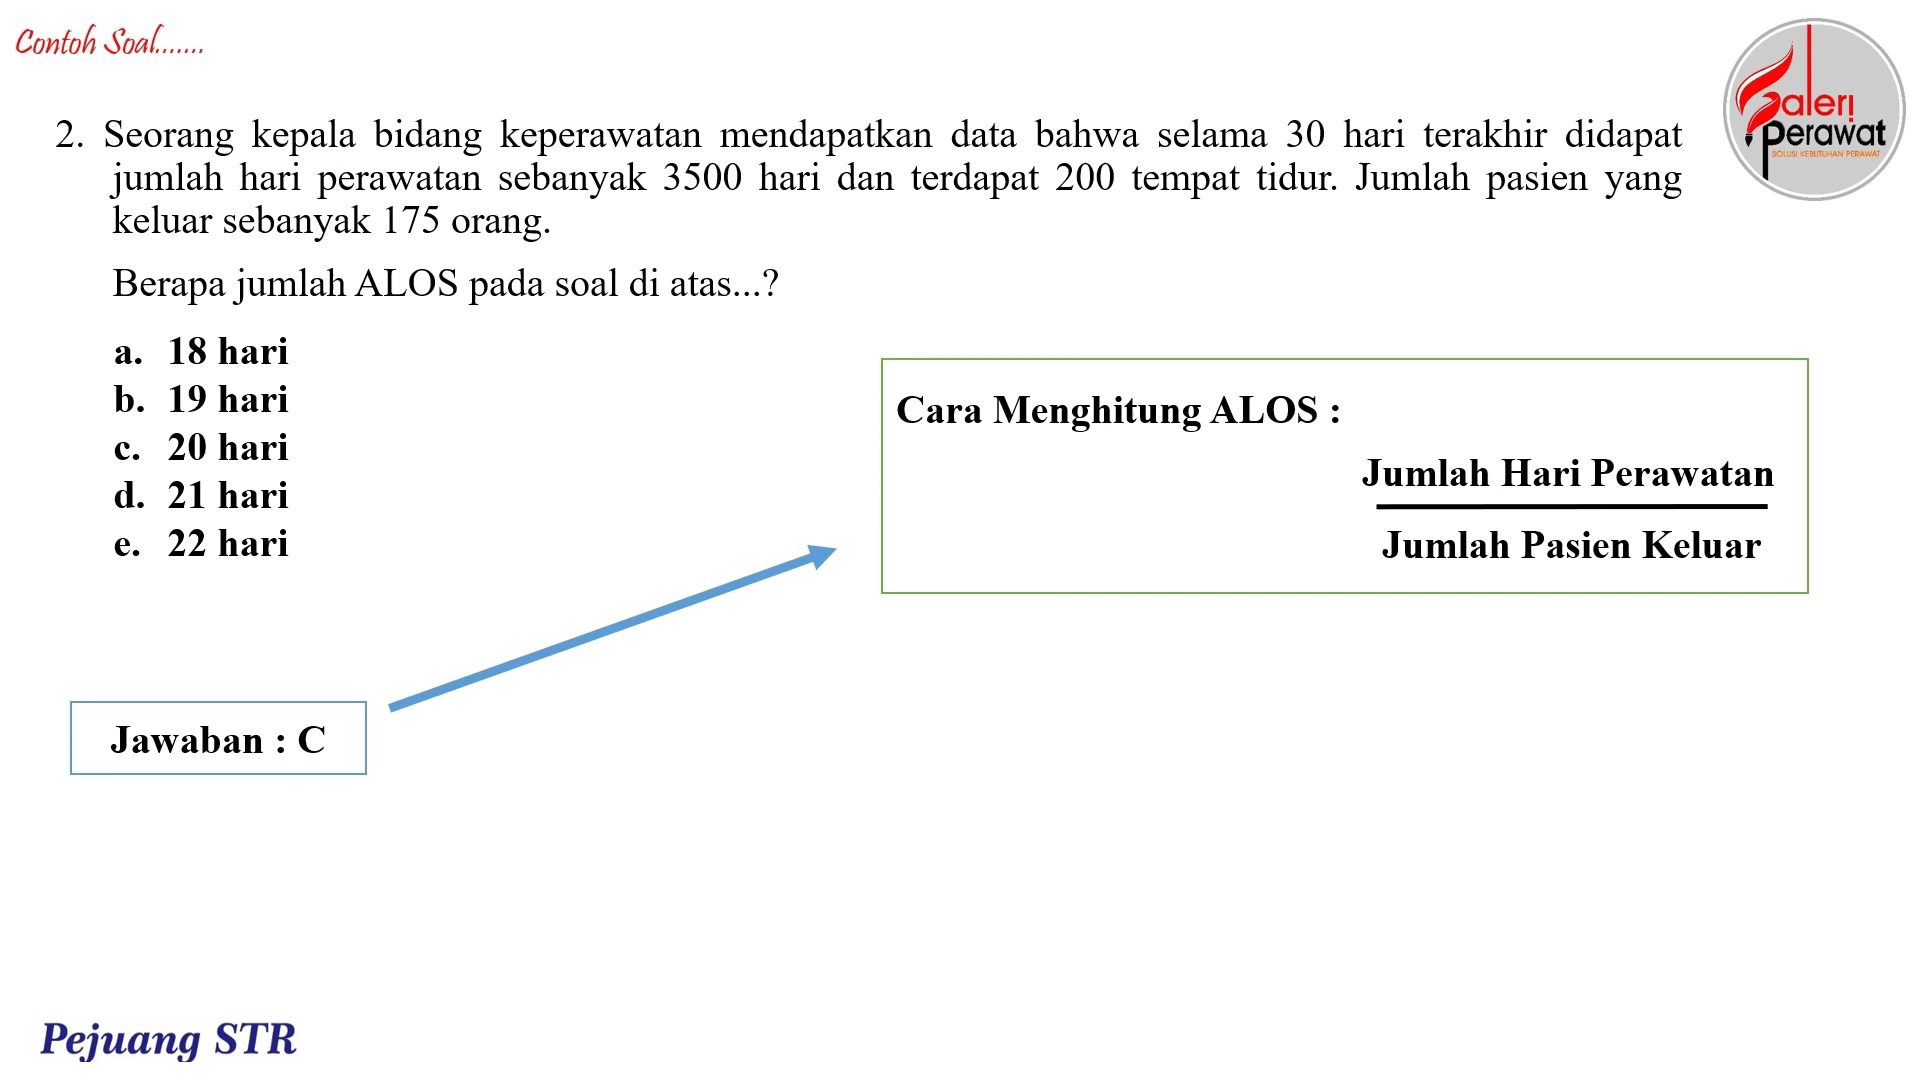 Contoh Soal.......
aleri
Perawat
SOLUSI KEBUTUHAN PERAWAT
2. Seorang kepala bidang keperawatan mendapatkan data bahwa selama 30 hari terakhir didapat
jumlah hari perawatan sebanyak 3500 hari dan terdapat 200 tempat tidur. Jumlah pasien yang
keluar sebanyak 175 orang.
Berapa jumlah ALOS pada soal di atas...?
a. 18 hari
b. 19 hari
c. 20 hari
d. 21 hari
e. 22 hari
Cara Menghitung ALOS :
Jumlah Hari Perawatan
Jumlah Pasien Keluar
Jawaban : C
Pejuang STR